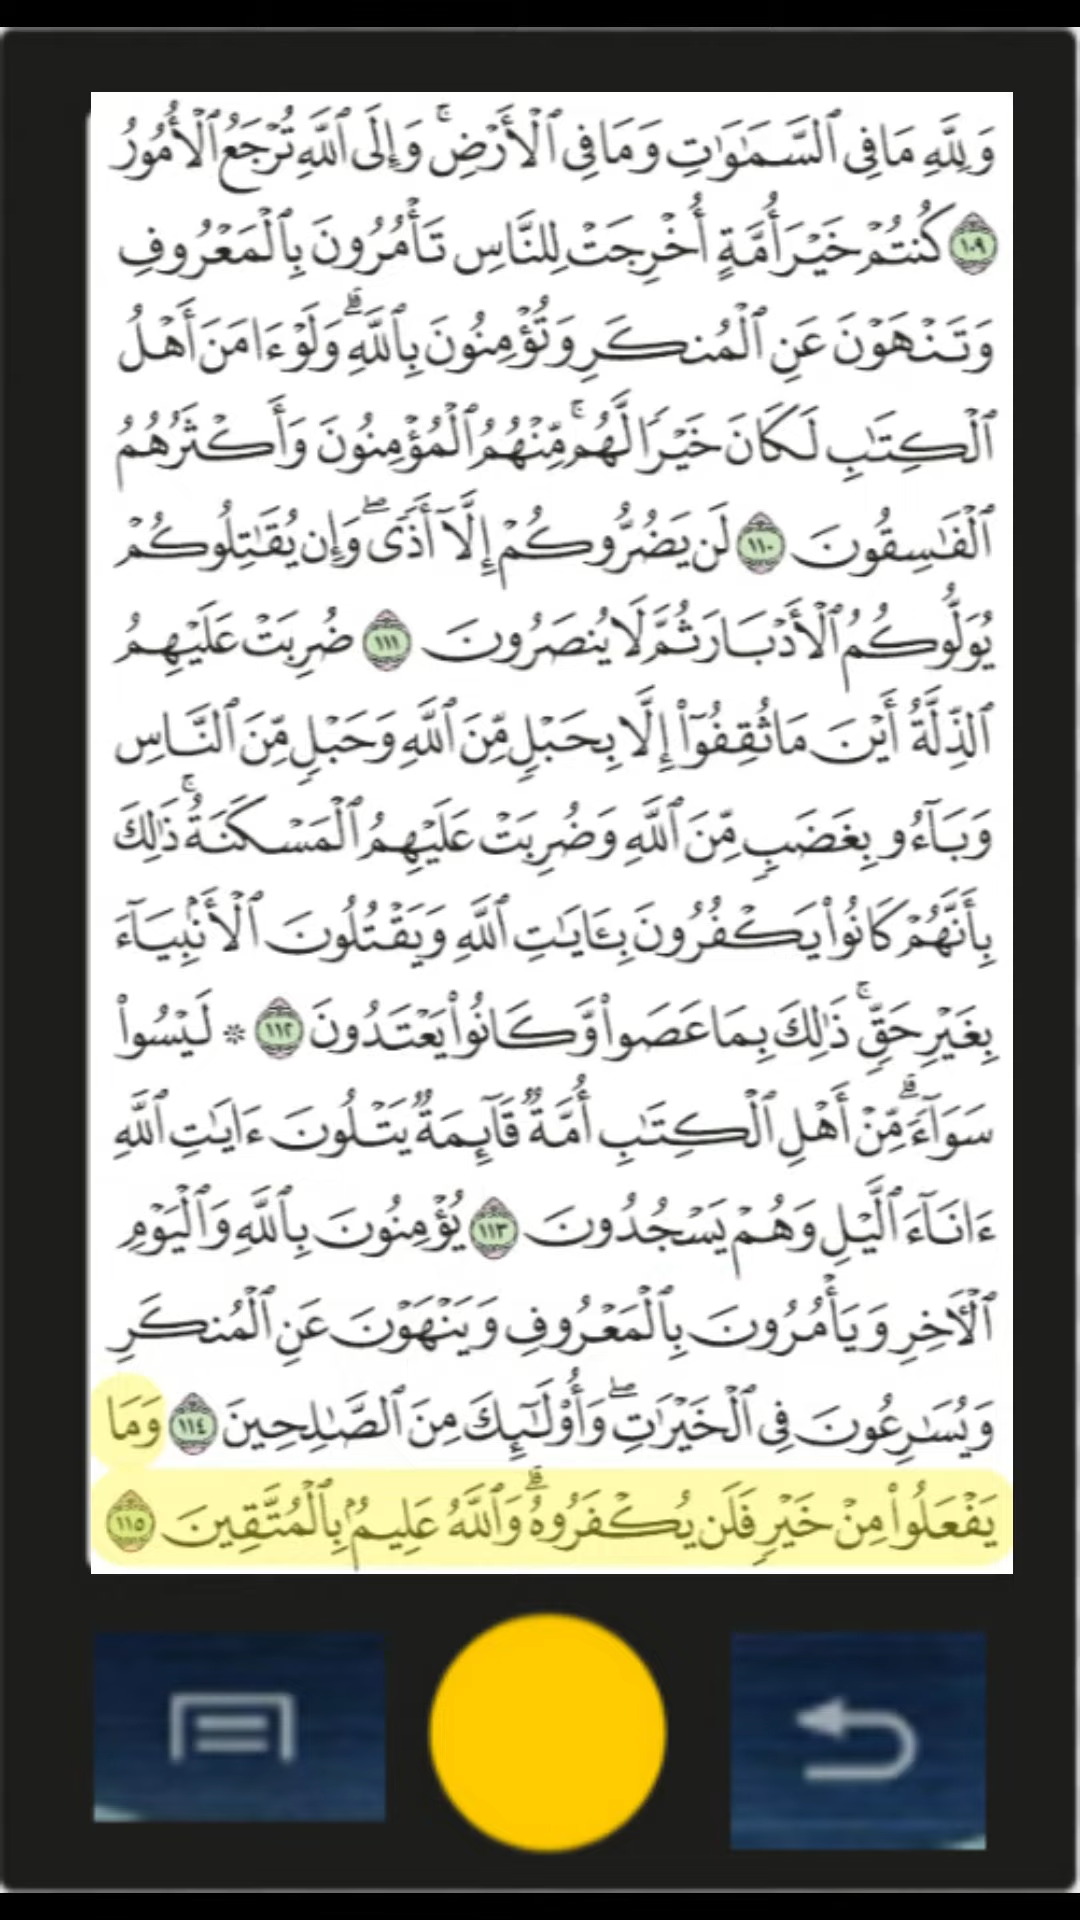 وَلِلَّهِ مَا فِي ٱلسَّمَٰوَٰتِ وَمَا فِي ٱلْأَرْضِ ۚ وَإِلَى ٱللَّهِ تُرْجَعُ ٱلْأُمُورُ
١٠٩ كُنتُمْ خَيْرَ أُمَّةٍ أُخْرِجَتْ لِلنَّاسِ تَأْمُرُونَ بِٱلْمَعْرُوفِ
وَتَنْهَوْنَ عَنِ ٱلْمُنكَرِ وَتُؤْمِنُونَ بِٱللَّهِ ۗ وَلَوْ ءَامَنَ أَهْلُ
ٱلْكِتَٰبِ لَكَانَ خَيْرًا لَّهُم ۚ مِّنْهُمُ ٱلْمُؤْمِنُونَ وَأَكْثَرُهُمُ
ٱلْفَٰسِقُونَ ١١٠ لَن يَضُرُّوكُمْ إِلَّآ أَذًى ۖ وَإِن يُقَٰتِلُوكُمْ
يُوَلُّوكُمُ ٱلْأَدْبَارَ ثُمَّ لَا يُنصَرُونَ ١١١ ضُرِبَتْ عَلَيْهِمُ
ٱلذِّلَّةُ أَيْنَ مَا ثُقِفُوٓا۟ إِلَّا بِحَبْلٍ مِّنَ ٱللَّهِ وَحَبْلٍ مِّنَ ٱلنَّاسِ
وَبَآءُو بِغَضَبٍ مِّنَ ٱللَّهِ وَضُرِبَتْ عَلَيْهِمُ ٱلْمَسْكَنَةُ ۚ ذَٰلِكَ
بِأَنَّهُمْ كَانُوا۟ يَكْفُرُونَ بِـَٔايَٰتِ ٱللَّهِ وَيَقْتُلُونَ ٱلْأَنۢبِيَآءَ
بِغَيْرِ حَقٍّ ۚ ذَٰلِكَ بِمَا عَصَوا۟ وَّكَانُوا۟ يَعْتَدُونَ ١١٢ * لَيْسُوا۟
سَوَآءً ۗ مِّنْ أَهْلِ ٱلْكِتَٰبِ أُمَّةٌ قَآئِمَةٌ يَتْلُونَ ءَايَٰتِ ٱللَّهِ
ءَانَآءَ ٱلَّيْلِ وَهُمْ يَسْجُدُونَ ١١٣ يُؤْمِنُونَ بِٱللَّهِ وَٱلْيَوْمِ
ٱلْـَٔاخِرِ وَيَأْمُرُونَ بِٱلْمَعْرُوفِ وَيَنْهَوْنَ عَنِ ٱلْمُنكَرِ
وَيُسَٰرِعُونَ فِي ٱلْخَيْرَٰتِ ۖ وَأُو۟لَٰٓئِكَ مِنَ ٱلصَّٰلِحِينَ ١١٤ وَمَا
يَفْعَلُوا۟ مِنْ خَيْرٍ فَلَن يُكْفَرُوهُ ۗ وَٱللَّهُ عَلِيمٌۢ بِٱلْمُتَّقِينَ ١١٥